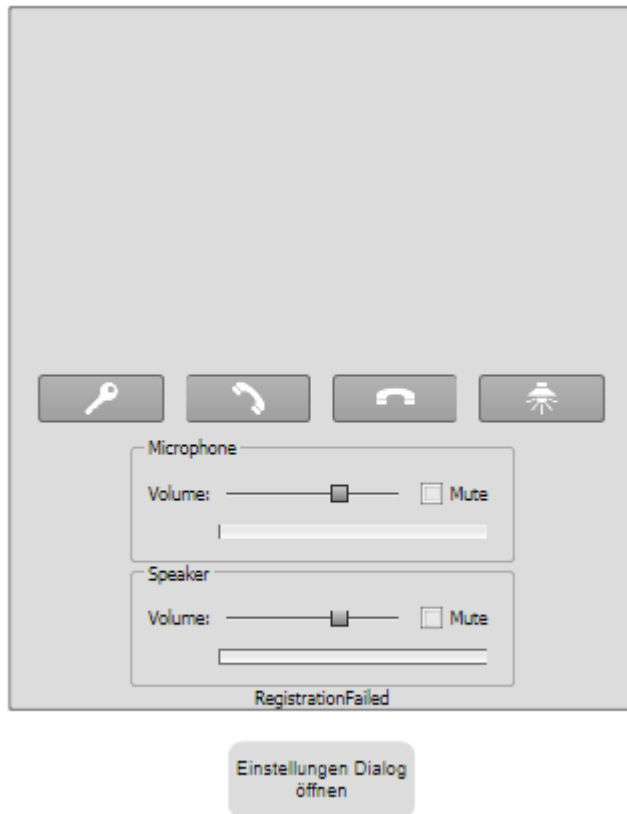 Microphone
Volume: Mute
Speaker
Volume: Mute
RegistrationFailed
Einstellungen Dialog
öffnen